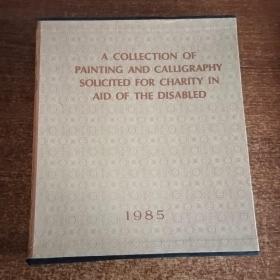 A COLLECTION OF
PAINTING AND CALLIGRAPHY
SOLICITED FOR CHARITY IN
AID OF THE DISABLED
1985